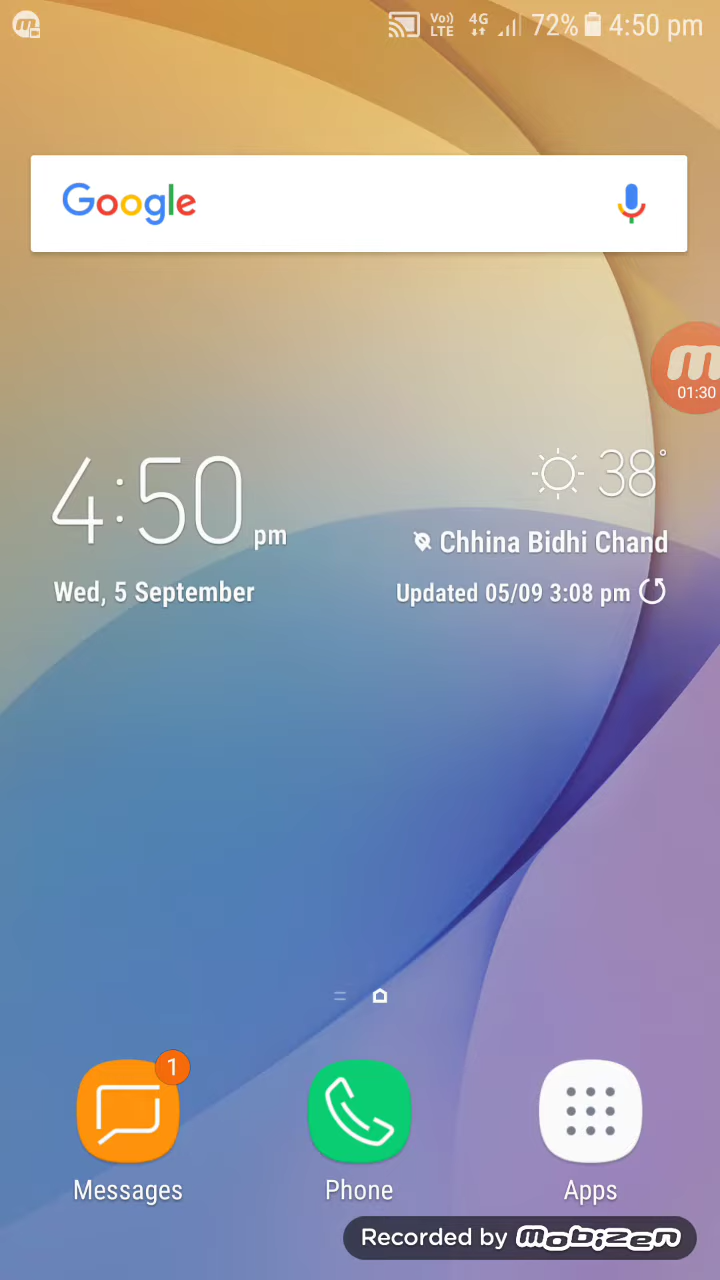 Vo)) LTE 4G 72% 4:50 pm
Google
m
01:30
4:50 pm
38°
Chhina Bidhi Chand
Wed, 5 September
Updated 05/09 3:08 pm
1
Messages
Phone
Apps
Recorded by mobizen